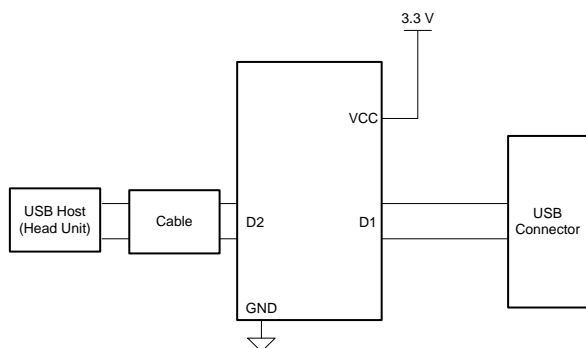 3.3 V
VCC
USB Host
(Head Unit)
Cable
D2
D1
USB
Connector
GND